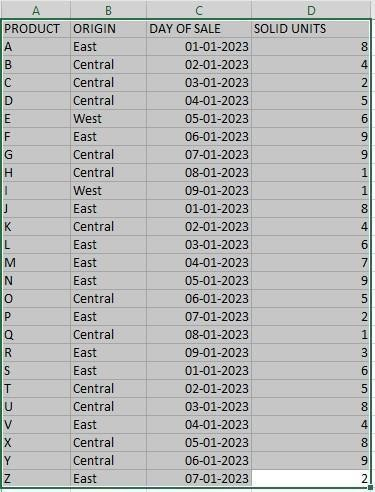 A B C D
PRODUCT ORIGIN DAY OF SALE SOLID UNITS
A East 01-01-2023 8
B Central 02-01-2023 4
C Central 03-01-2023 2
D Central 04-01-2023 5
E West 05-01-2023 6
F East 06-01-2023 9
G Central 07-01-2023 9
H Central 08-01-2023 1
I West 09-01-2023 1
J East 01-01-2023 8
K Central 02-01-2023 4
L East 03-01-2023 6
M East 04-01-2023 7
N East 05-01-2023 9
O Central 06-01-2023 5
P East 07-01-2023 2
Q Central 08-01-2023 1
R East 09-01-2023 3
S East 01-01-2023 6
T Central 02-01-2023 5
U Central 03-01-2023 8
V East 04-01-2023 4
X Central 05-01-2023 8
Y Central 06-01-2023 9
Z East 07-01-2023 2